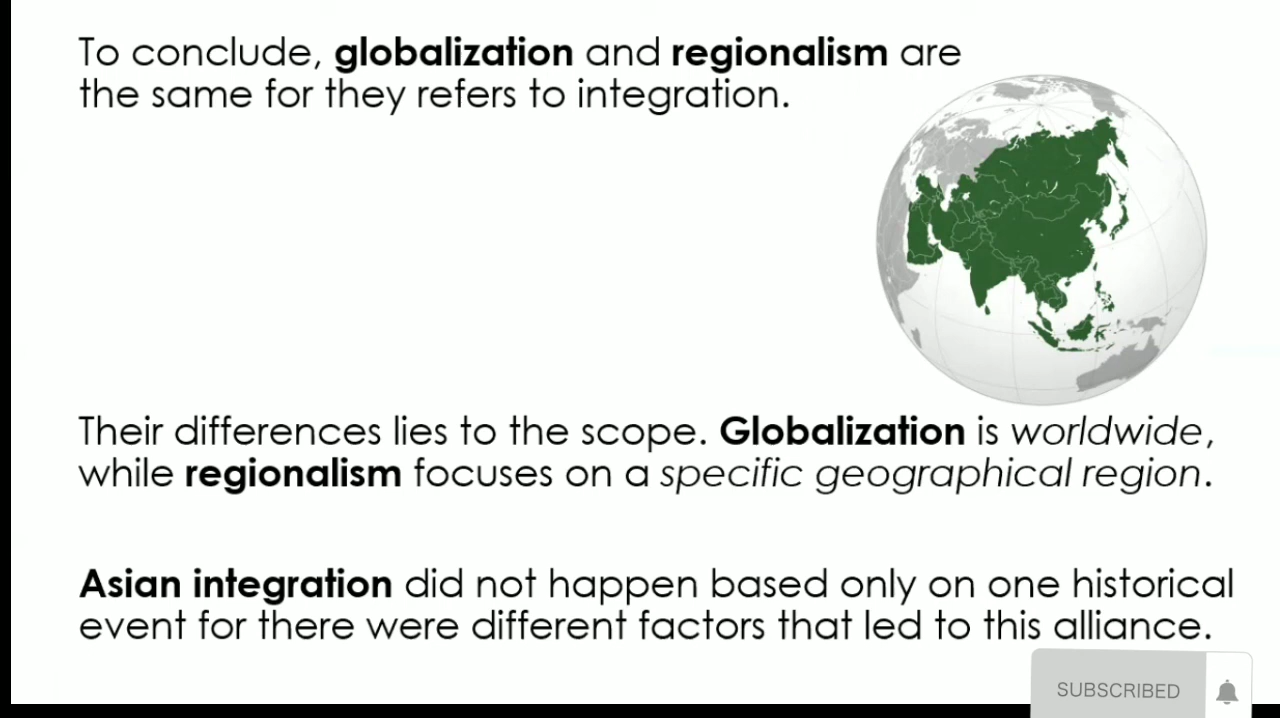 To conclude, globalization and regionalism are
the same for they refers to integration.
Their differences lies to the scope. Globalization is worldwide,
while regionalism focuses on a specific geographical region.
Asian integration did not happen based only on one historical
event for there were different factors that led to this alliance.
SUBSCRIBED